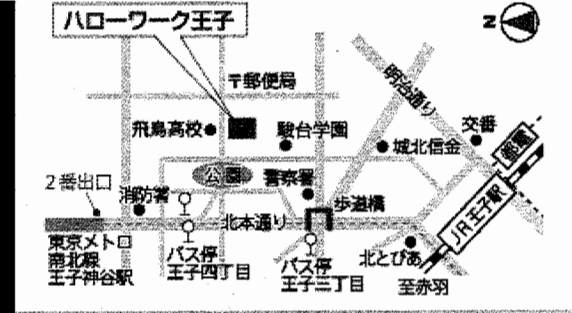 ハローワーク王子
N
〒郵便局
明治通り
飛鳥高校
駿台学園
城北信金
交番
都電
公園
2番出口
消防署
警察署
歩道橋
JR王子駅
北本通り
東京メトロ
南北線
王子神谷駅
バス停
王子四丁目
バス停
王子三丁目
北とぴあ
至赤羽